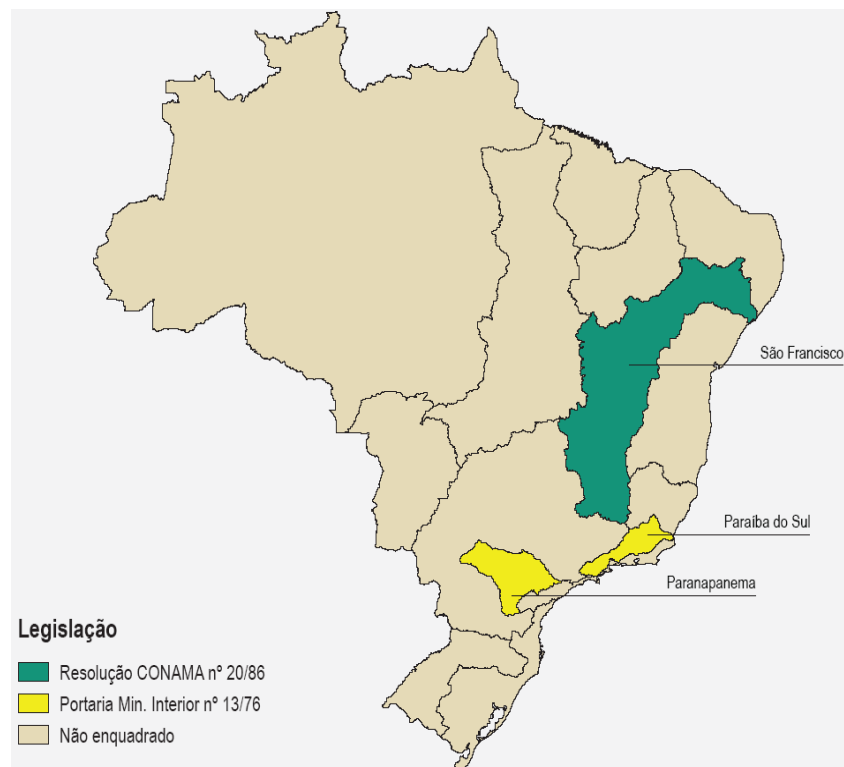 São Francisco
Paraíba do Sul
Paranapanema
Legislação
Resolução CONAMA nº 20/86
Portaria Min. Interior nº 13/76
Não enquadrado